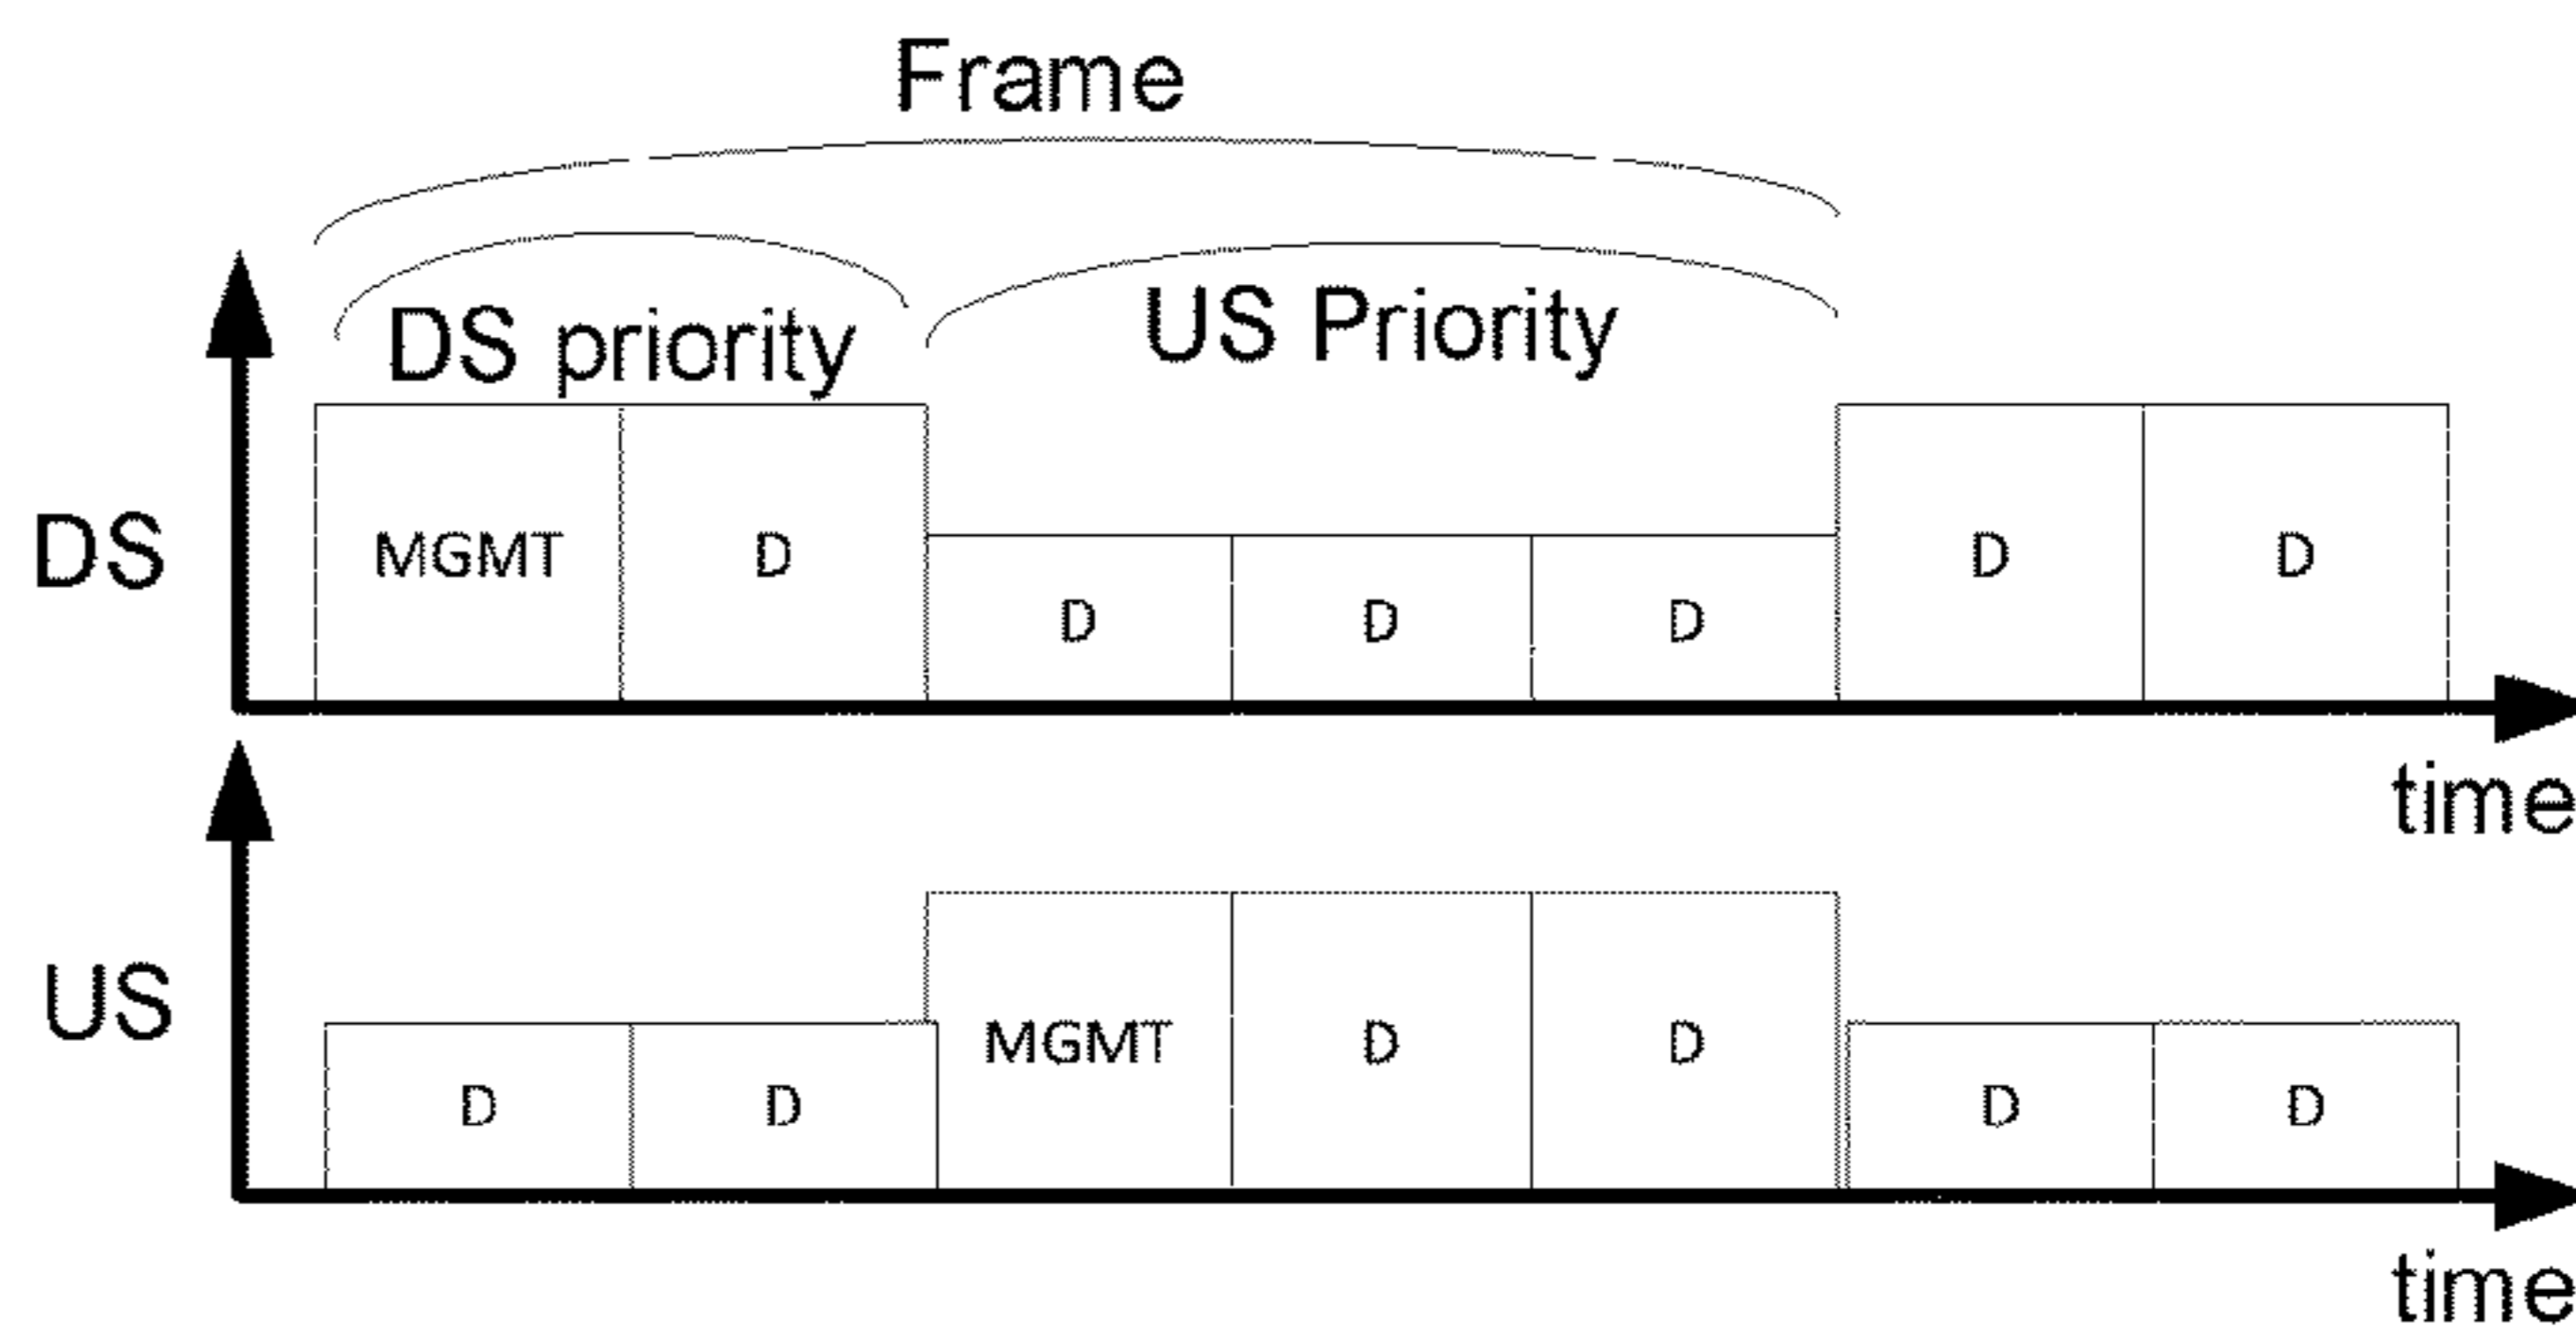 Frame
DS priority
US Priority
DS
MGMT D D D D D D
time
US
D D MGMT D D D D
time